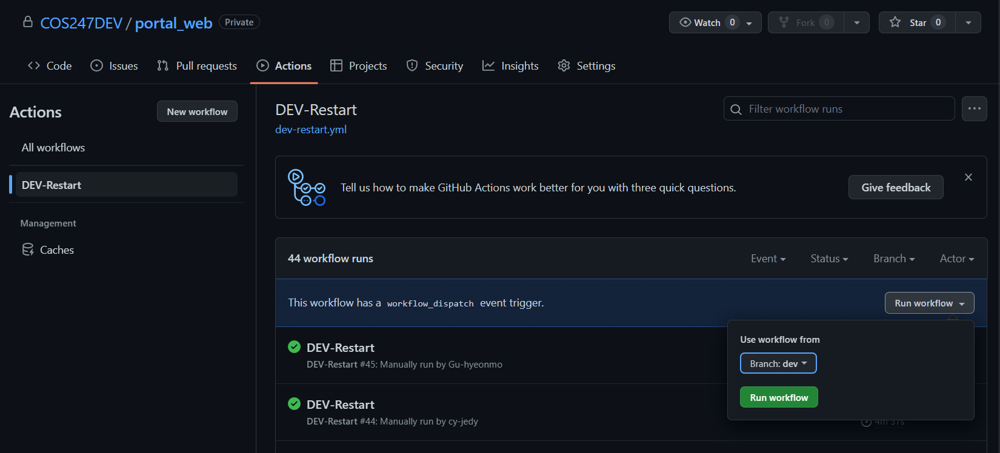 COS247DEV / portal_web Private
Watch 0 Fork 0 Star 0
Code Issues Pull requests Actions Projects Security Insights Settings
Actions New workflow
All workflows
DEV-Restart
Management
Caches
DEV-Restart
Filter workflow runs
dev-restart.yml
Tell us how to make GitHub Actions work better for you with three quick questions.
Give feedback
44 workflow runs
Event Status Branch Actor
This workflow has a workflow_dispatch event trigger.
Run workflow
Use workflow from
Branch: dev
Run workflow
DEV-Restart
DEV-Restart #45: Manually run by Gu-hyeonmo
DEV-Restart
DEV-Restart #44: Manually run by cy-jedy
4m 37s